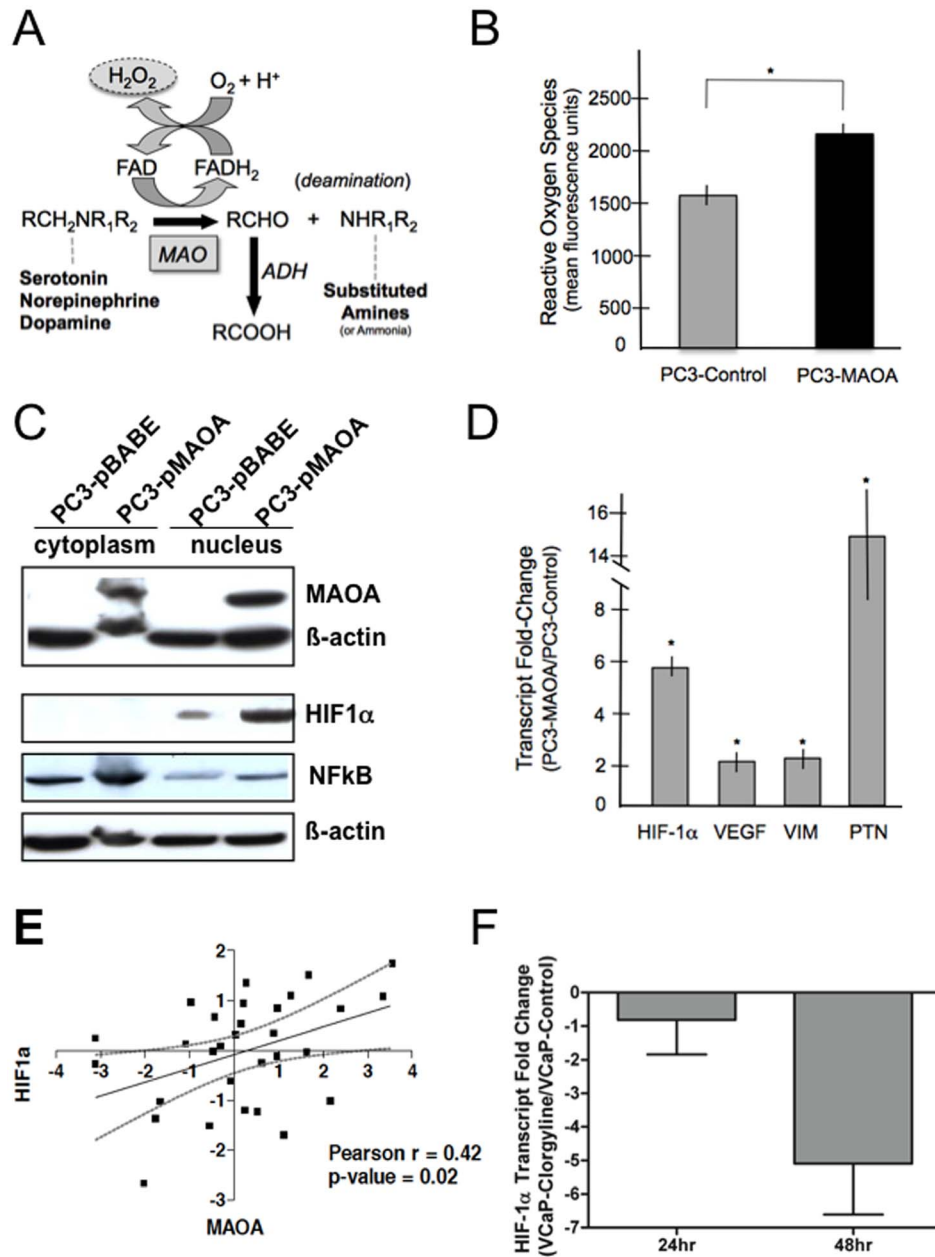 A
H2O2
O2 + H+
FAD
FADH2
(deamination)
RCH2NR1R2
RCHO + NHR1R2
MAO
ADH
Serotonin
Norepinephrine
Dopamine
Substituted
Amines
(or Ammonia)
RCOOH
B
Reactive Oxygen Species
(mean fluorescence units)
2500
2000
1500
1000
500
0
*
PC3-Control
PC3-MAOA
C
PC3-pBABE
PC3-pMAOA
PC3-pBABE
PC3-pMAOA
cytoplasm
nucleus
MAOA
ß-actin
HIF1α
NFkB
ß-actin
D
Transcript Fold-Change
(PC3-MAOA/PC3-Control)
16
14
8
6
4
2
0
*
*
*
*
HIF-1α
VEGF
VIM
PTN
E
HIF1a
2
1
-4 -3 -2 -1 0 1 2 3 4
-1
-2
-3
Pearson r = 0.42
p-value = 0.02
MAOA
F
HIF-1α Transcript Fold Change
(VCaP-Clorgyline/VCaP-Control)
0
-1
-2
-3
-4
-5
-6
-7
24hr
48hr